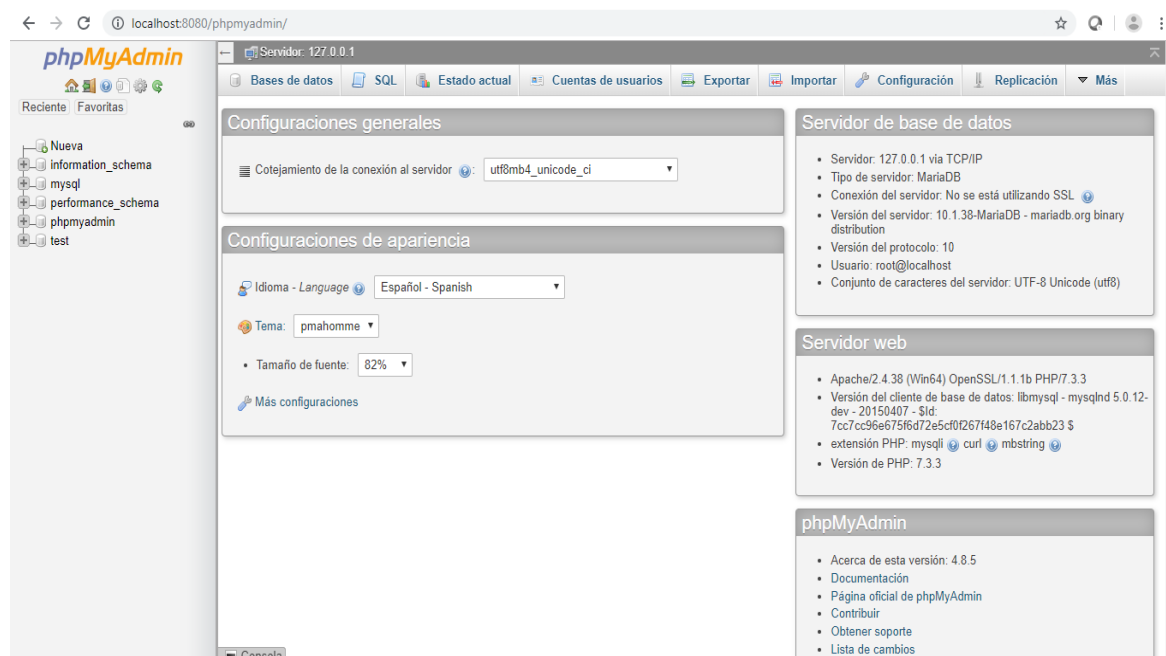 localhost:8080/phpmyadmin/
phpMyAdmin
Reciente Favoritas
Nueva
information_schema
mysql
performance_schema
phpmyadmin
test
Servidor: 127.0.0.1
Bases de datos SQL Estado actual Cuentas de usuarios Exportar Importar Configuración Replicación Más
Configuraciones generales
Cotejamiento de la conexión al servidor : utf8mb4_unicode_ci
Configuraciones de apariencia
Idioma - Language Español - Spanish
Tema: pmahomme
• Tamaño de fuente: 82%
Más configuraciones
Consola
Servidor de base de datos
• Servidor: 127.0.0.1 via TCP/IP
• Tipo de servidor: MariaDB
• Conexión del servidor: No se está utilizando SSL
• Versión del servidor: 10.1.38-MariaDB - mariadb.org binary
distribution
• Versión del protocolo: 10
• Usuario: root@localhost
• Conjunto de caracteres del servidor: UTF-8 Unicode (utf8)
Servidor web
• Apache/2.4.38 (Win64) OpenSSL/1.1.1b PHP/7.3.3
• Versión del cliente de base de datos: libmysql - mysqlnd 5.0.12-
dev - 20150407 - $Id:
7cc7cc96e675f6d72e5cf0f267f48e167c2abb23 $
• extensión PHP: mysqli curl mbstring
• Versión de PHP: 7.3.3
phpMyAdmin
• Acerca de esta versión: 4.8.5
• Documentación
• Página oficial de phpMyAdmin
• Contribuir
• Obtener soporte
• Lista de cambios